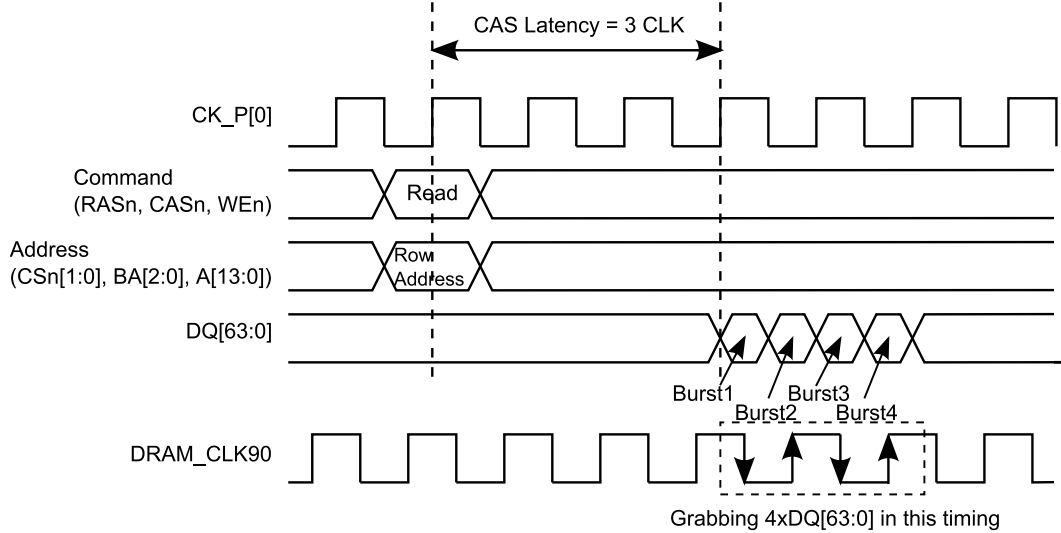 CAS Latency = 3 CLK
CK_P[0]
Command
(RASn, CASn, WEn)
Read
Address
(CSn[1:0], BA[2:0], A[13:0])
Row
Address
DQ[63:0]
Burst1
Burst2
Burst3
Burst4
DRAM_CLK90
Grabbing 4xDQ[63:0] in this timing